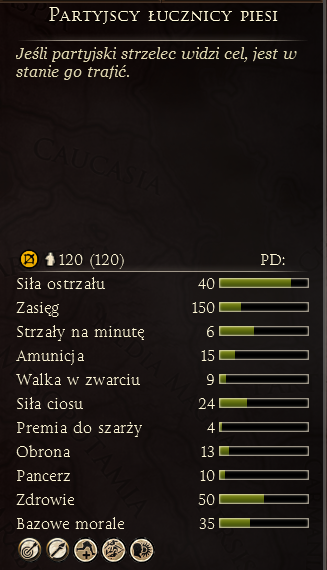 Partyjscy łucznicy piesi
Jeśli partyjski strzelec widzi cel, jest w
stanie go trafić.
CAUCASIA
120 (120) PD:
Siła ostrzału 40
Zasięg 150
Strzały na minutę 6
Amunicja 15
Walka w zwarciu 9
Siła ciosu 24
Premia do szarży 4
Obrona 13
Pancerz 10
Zdrowie 50
Bazowe morale 35